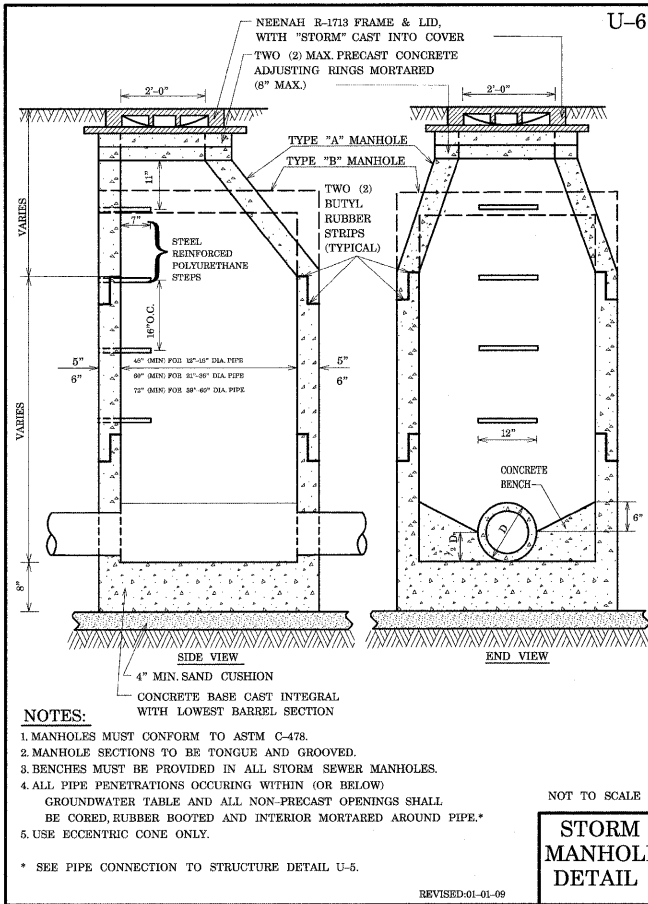 U-6
NEENAH R-1713 FRAME & LID,
WITH "STORM" CAST INTO COVER
TWO (2) MAX. PRECAST CONCRETE
ADJUSTING RINGS MORTARED
(8" MAX.)
2'-0"
2'-0"
TYPE "A" MANHOLE
TYPE "B" MANHOLE
TWO (2)
BUTYL
RUBBER
STRIPS
(TYPICAL)
11"
VARIES
7"
STEEL
REINFORCED
POLYURETHANE
STEPS
16" O.C.
5"
6"
48" (MIN) FOR 12"-18" DIA. PIPE
60" (MIN) FOR 21"-36" DIA. PIPE
72" (MIN) FOR 39"-60" DIA. PIPE
5"
6"
VARIES
12"
CONCRETE
BENCH
6"
D
½ D
8"
SIDE VIEW
END VIEW
4" MIN. SAND CUSHION
CONCRETE BASE CAST INTEGRAL
WITH LOWEST BARREL SECTION
NOTES:
1. MANHOLES MUST CONFORM TO ASTM C-478.
2. MANHOLE SECTIONS TO BE TONGUE AND GROOVED.
3. BENCHES MUST BE PROVIDED IN ALL STORM SEWER MANHOLES.
4. ALL PIPE PENETRATIONS OCCURING WITHIN (OR BELOW)
GROUNDWATER TABLE AND ALL NON-PRECAST OPENINGS SHALL
BE CORED, RUBBER BOOTED AND INTERIOR MORTARED AROUND PIPE.*
5. USE ECCENTRIC CONE ONLY.
* SEE PIPE CONNECTION TO STRUCTURE DETAIL U-5.
REVISED:01-01-09
NOT TO SCALE
STORM
MANHOLE
DETAIL